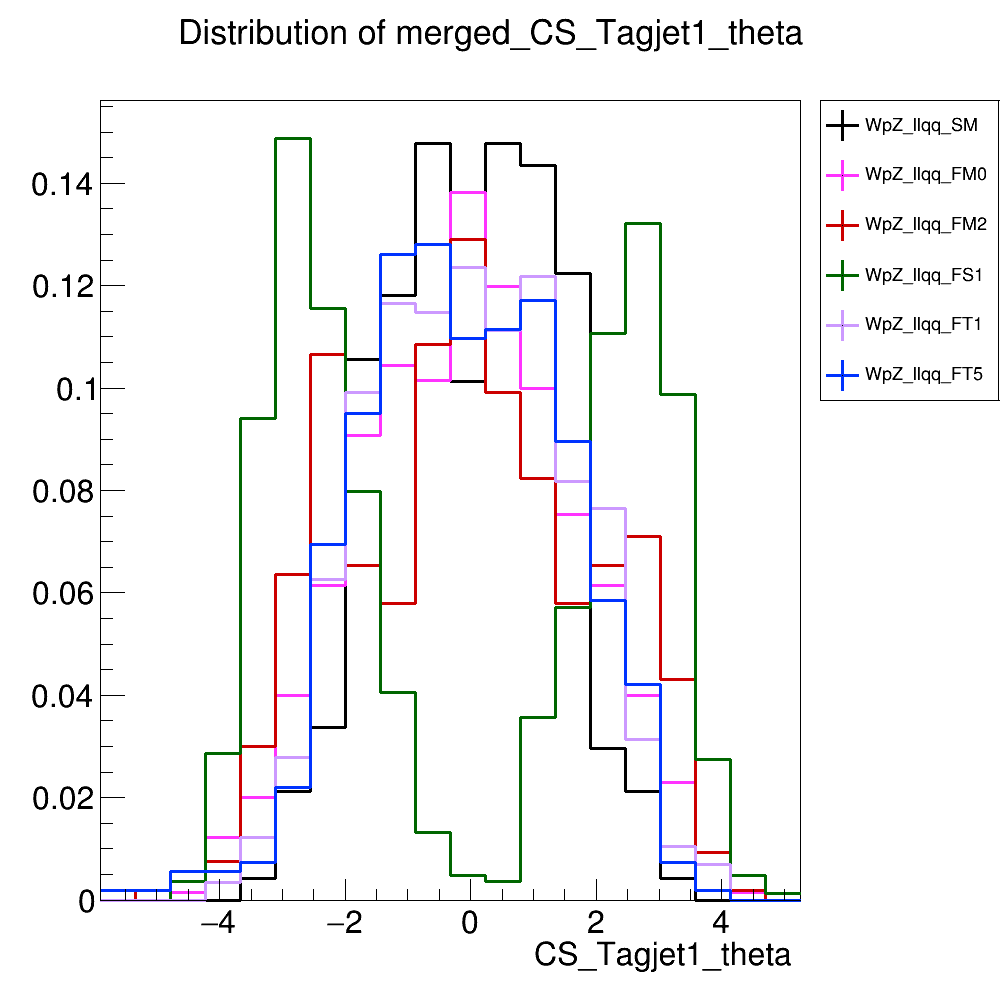 Distribution of merged_CS_Tagjet1_theta
WpZ_llqq_SM
WpZ_llqq_FM0
WpZ_llqq_FM2
WpZ_llqq_FS1
WpZ_llqq_FT1
WpZ_llqq_FT5
0.14
0.12
0.1
0.08
0.06
0.04
0.02
0
−4 −2 0 2 4
CS_Tagjet1_theta